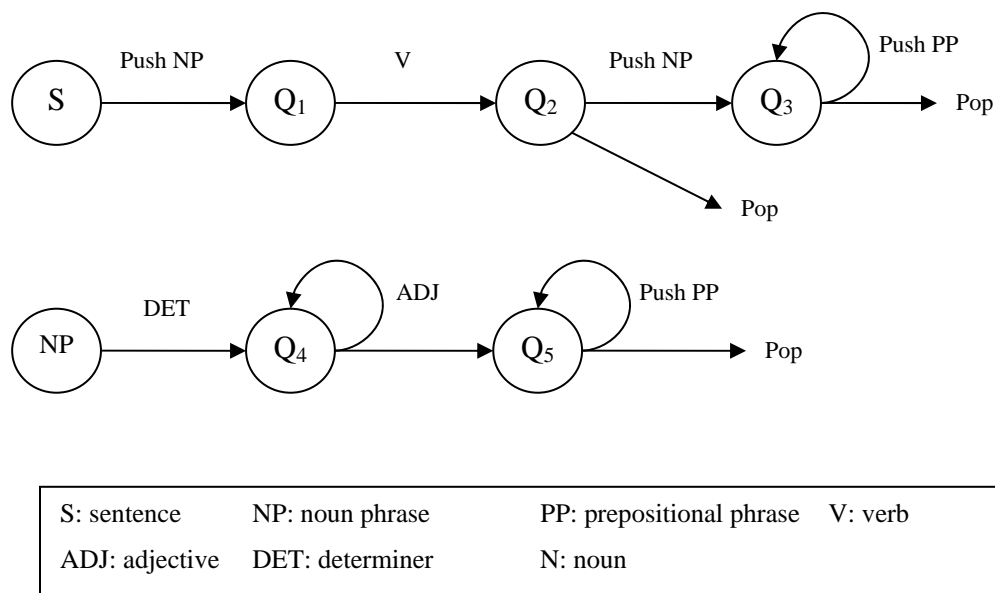 Push NP V Push NP Push PP
S Q₁ Q₂ Q₃ Pop
Pop
DET ADJ Push PP
NP Q₄ Q₅ Pop
S: sentence NP: noun phrase PP: prepositional phrase V: verb
ADJ: adjective DET: determiner N: noun